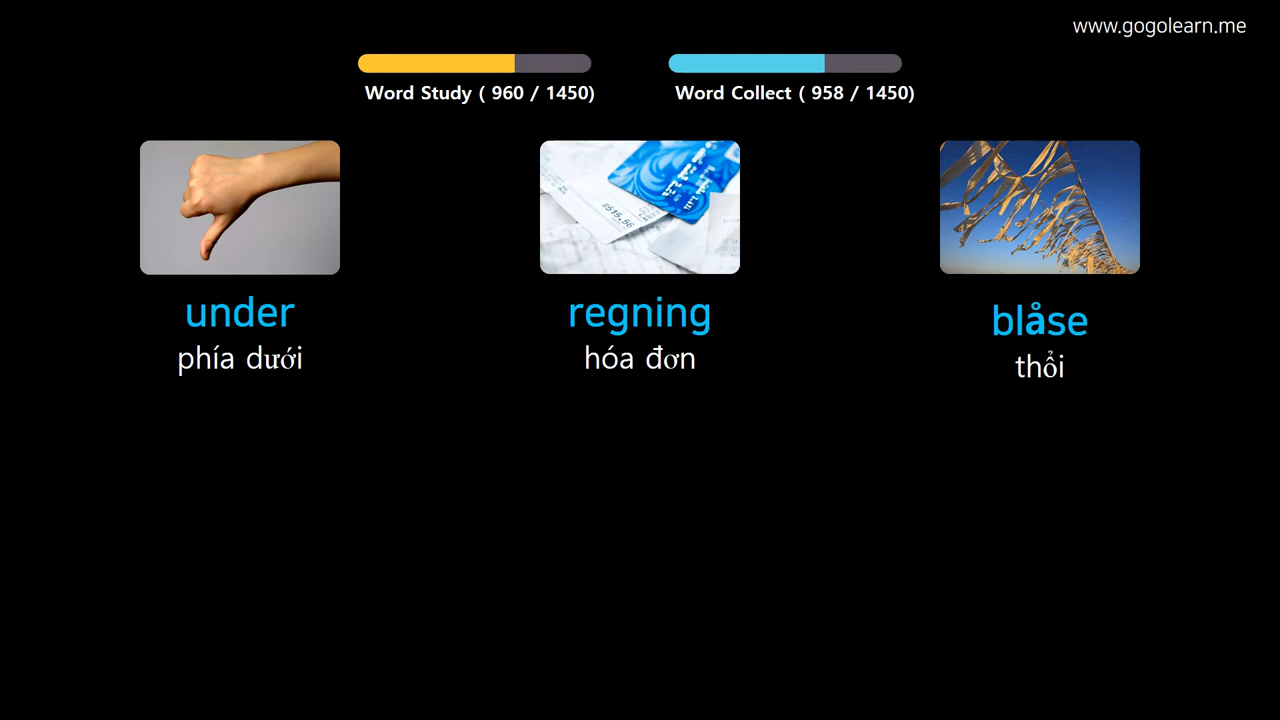 www.gogolearn.me
Word Study ( 960 / 1450)
Word Collect ( 958 / 1450)
under
phía dưới
regning
hóa đơn
blåse
thổi